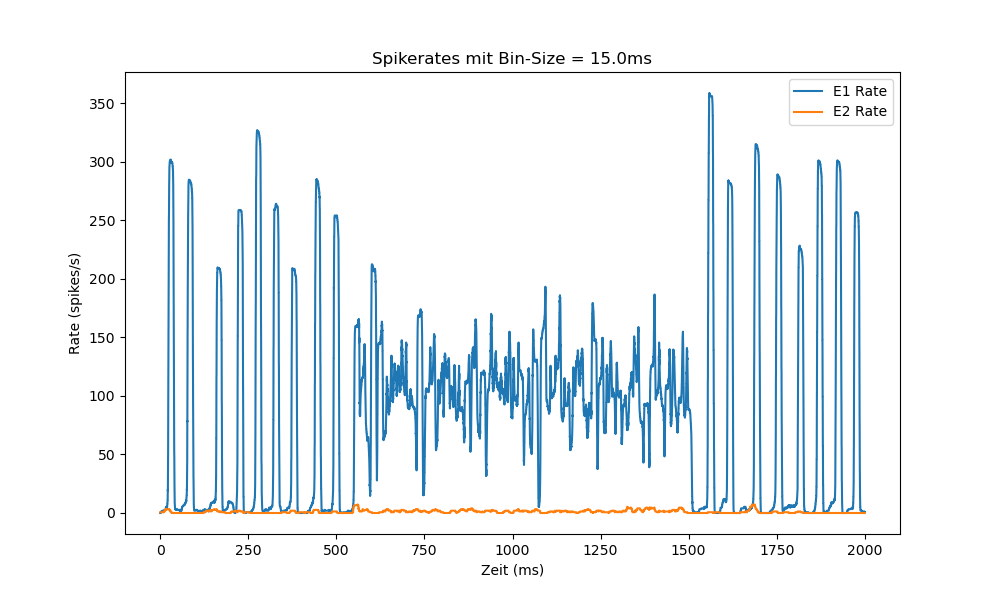 Spikerates mit Bin-Size = 15.0ms
E1 Rate
E2 Rate
350
300
250
200
150
100
50
0
Rate (spikes/s)
0 250 500 750 1000 1250 1500 1750 2000
Zeit (ms)